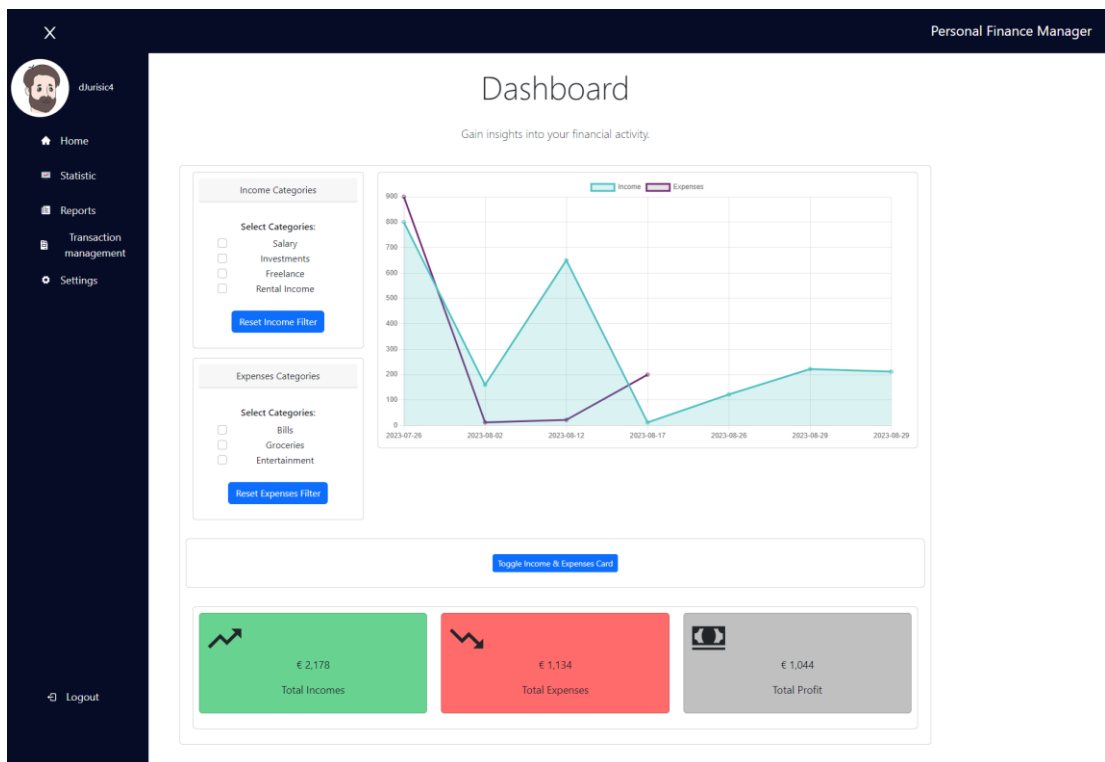 X
Personal Finance Manager
dJurisic4
Home
Statistic
Reports
Transaction
management
Settings
Logout
Dashboard
Gain insights into your financial activity.
Income Categories
Select Categories:
Salary
Investments
Freelance
Rental Income
Reset Income Filter
Expenses Categories
Select Categories:
Bills
Groceries
Entertainment
Reset Expenses Filter
Income Expenses
900
800
700
600
500
400
300
200
100
0
2023-07-26 2023-08-02 2023-08-12 2023-08-17 2023-08-26 2023-08-29 2023-08-29
Toggle Income & Expenses Card
€ 2,178
Total Incomes
€ 1,134
Total Expenses
€ 1,044
Total Profit